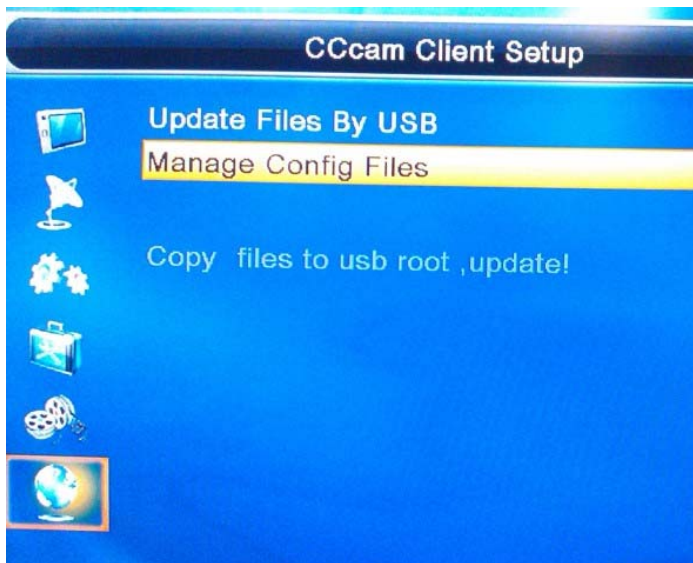 CCcam Client Setup
Update Files By USB
Manage Config Files
Copy files to usb root ,update!